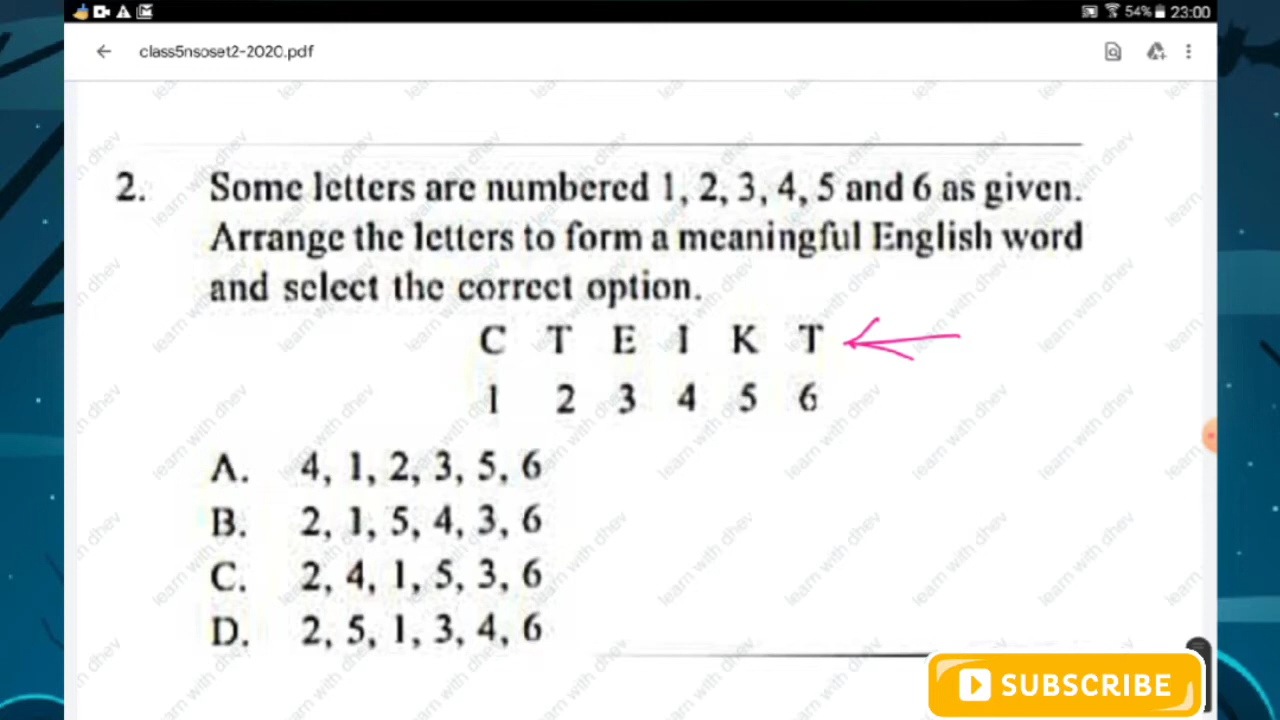 54% 23:00
class5nsoset2-2020.pdf
2. Some letters are numbered 1, 2, 3, 4, 5 and 6 as given.
Arrange the letters to form a meaningful English word
and select the correct option.
C T E I K T
1 2 3 4 5 6
A. 4, 1, 2, 3, 5, 6
B. 2, 1, 5, 4, 3, 6
C. 2, 4, 1, 5, 3, 6
D. 2, 5, 1, 3, 4, 6
SUBSCRIBE
learn with dhev